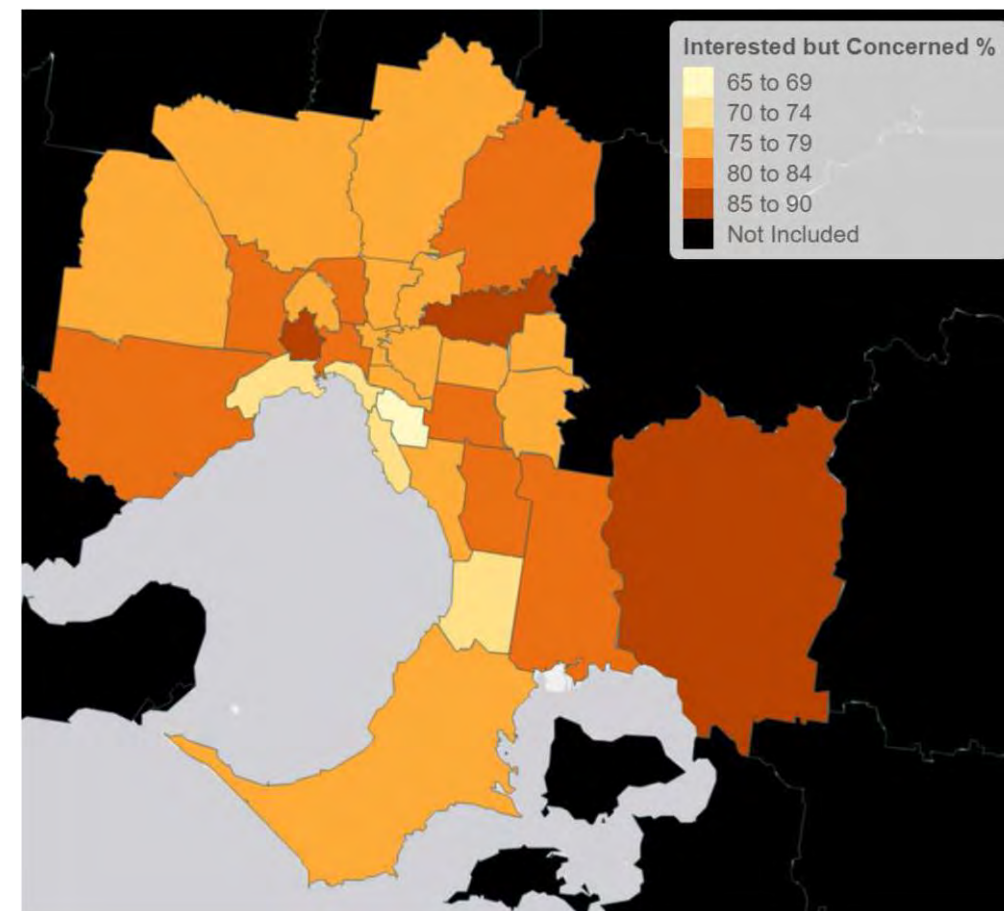 Interested but Concerned %
65 to 69
70 to 74
75 to 79
80 to 84
85 to 90
Not Included